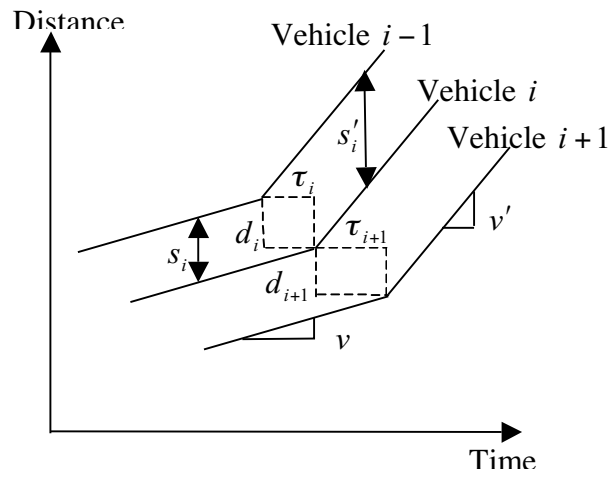 Distance
Vehicle i − 1
Vehicle i
Vehicle i + 1
s′ᵢ
τᵢ
v′
dᵢ
τᵢ₊₁
sᵢ
dᵢ₊₁
v
Time